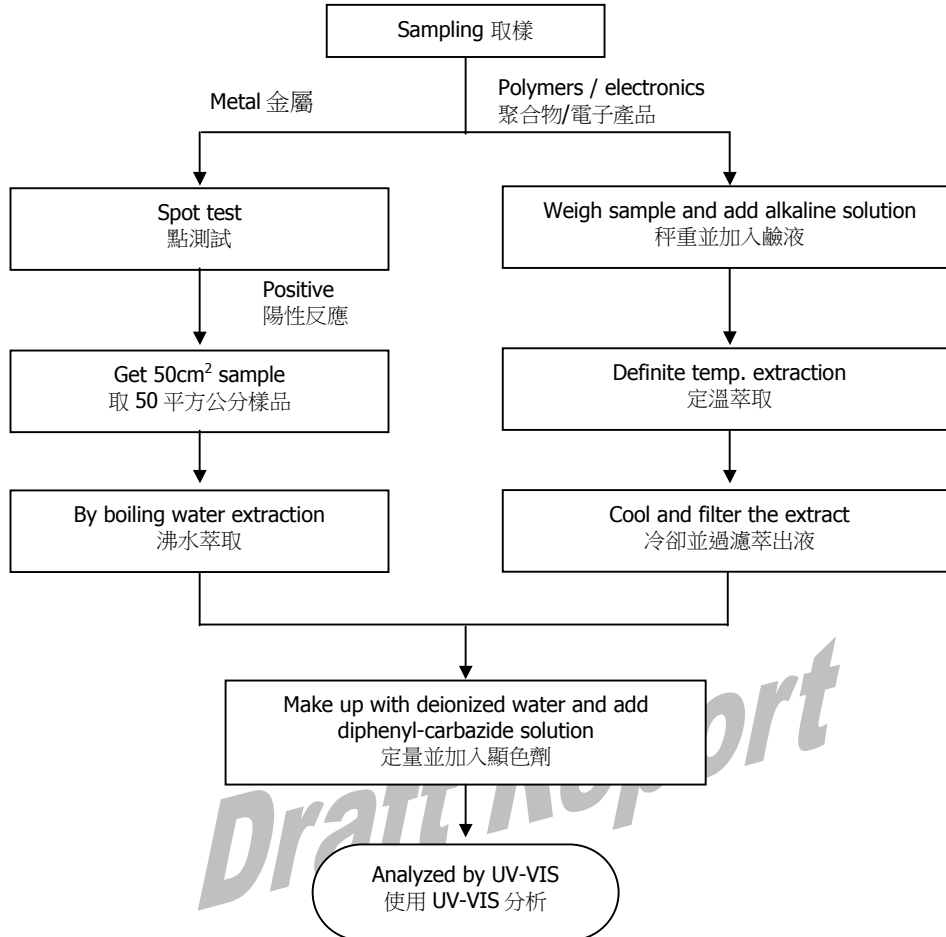 Sampling 取樣
Metal 金屬
Polymers / electronics
聚合物/電子產品
Spot test
點測試
Weigh sample and add alkaline solution
秤重並加入鹼液
Positive
陽性反應
Get 50cm² sample
取 50 平方公分樣品
Definite temp. extraction
定溫萃取
By boiling water extraction
沸水萃取
Cool and filter the extract
冷卻並過濾萃出液
Make up with deionized water and add
diphenyl-carbazide solution
定量並加入顯色劑
Draft Report
Analyzed by UV-VIS
使用 UV-VIS 分析